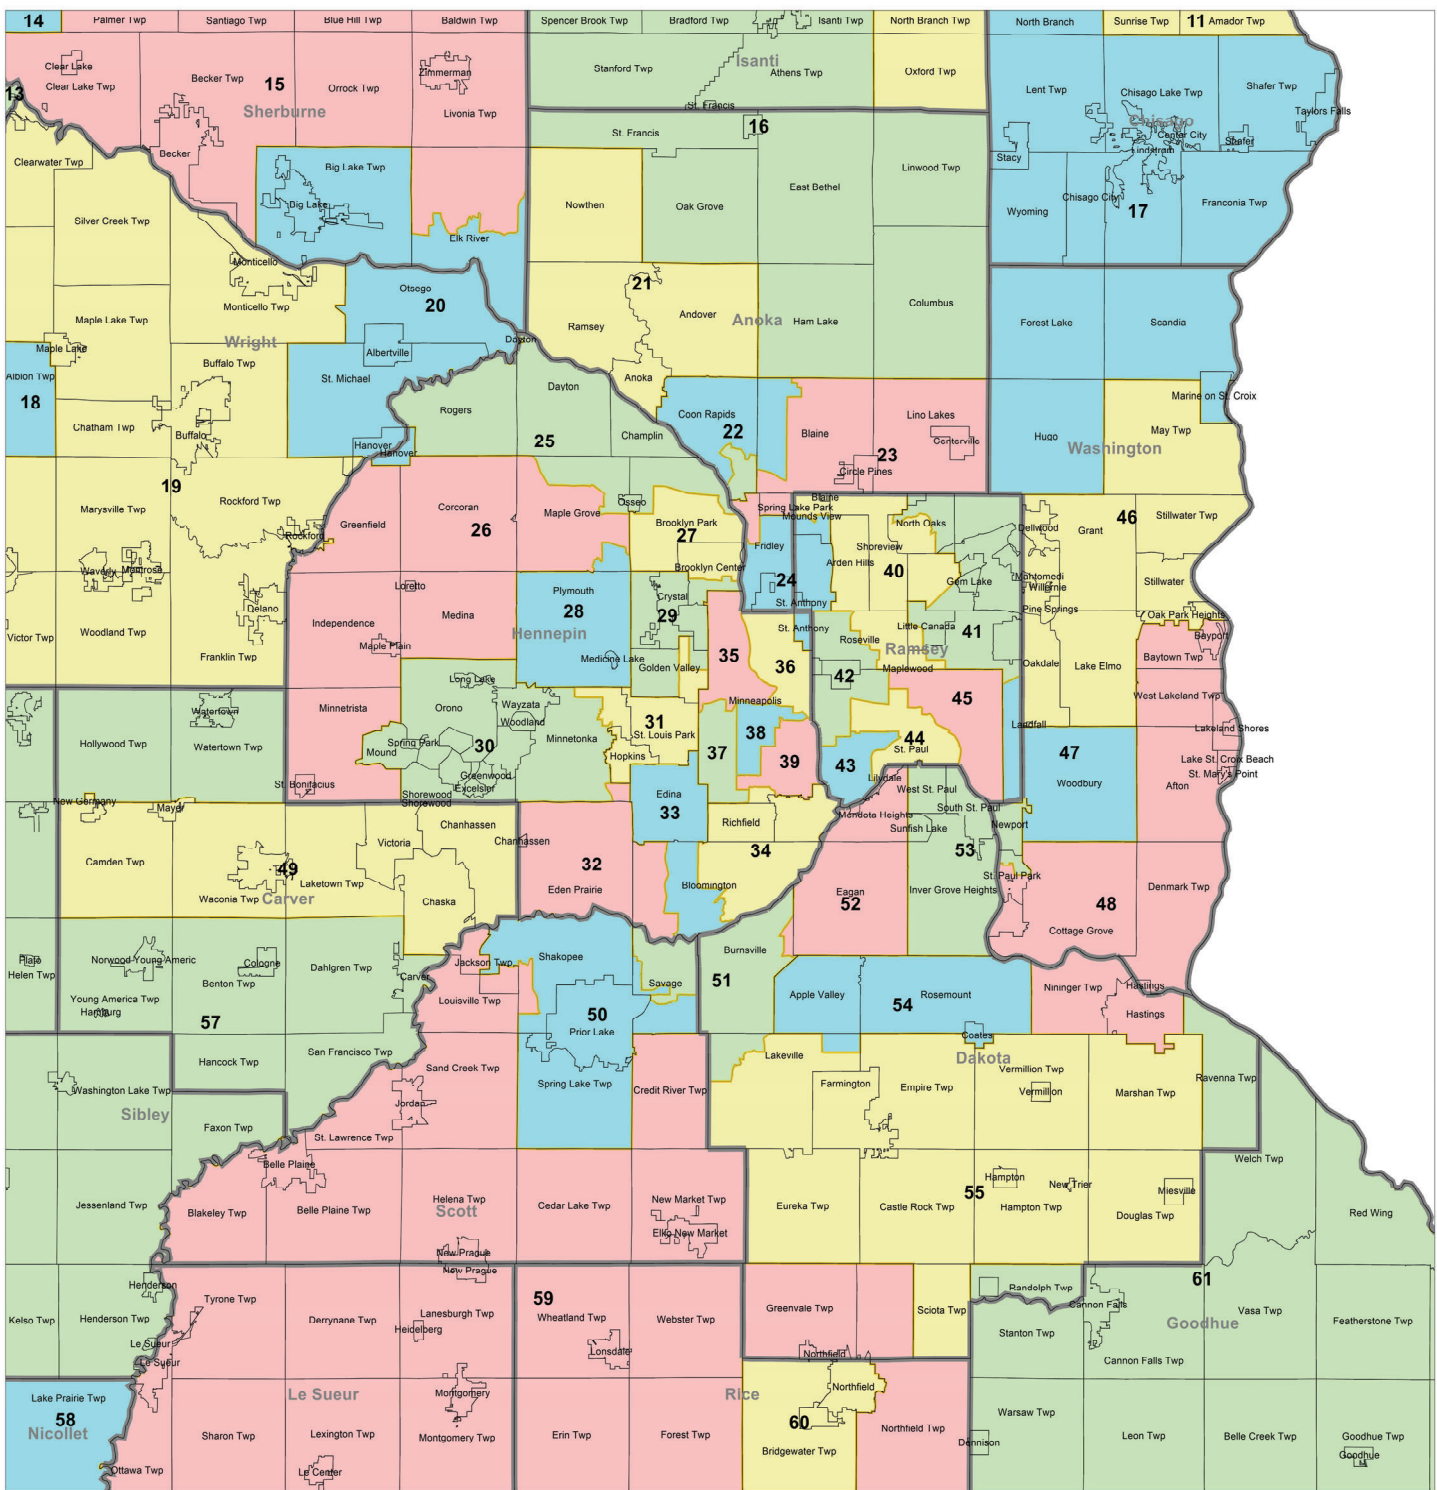 14
Palmer Twp
Santiago Twp
Blue Hill Twp
Baldwin Twp
Spencer Brook Twp
Bradford Twp
Isanti Twp
North Branch Twp
North Branch
Sunrise Twp
11
Amador Twp
Clear Lake
Clear Lake Twp
Becker Twp
15
Orrock Twp
Zimmerman
Livonia Twp
Sherburne
Stanford Twp
Isanti
Athens Twp
Oxford Twp
St. Francis
Lent Twp
Chisago Lake Twp
Shafer Twp
Taylors Falls
Chisago
Center City
Lindstrom
Shafer
Stacy
13
Clearwater Twp
Becker
Big Lake Twp
Big Lake
Elk River
St. Francis
16
Linwood Twp
East Bethel
Nowthen
Oak Grove
Wyoming
Chisago City
17
Franconia Twp
Silver Creek Twp
Monticello
Monticello Twp
Otsego
20
21
Ramsey
Andover
Anoka
Ham Lake
Columbus
Forest Lake
Scandia
Maple Lake Twp
Maple Lake
Wright
Buffalo Twp
Albertville
Dayton
Albion Twp
18
St. Michael
Anoka
Dayton
Chatham Twp
Buffalo
Hanover
Hanover
Rogers
25
Champlin
Coon Rapids
22
Blaine
Lino Lakes
Centerville
23
Circle Pines
Hugo
Marine on St. Croix
May Twp
Washington
19
Marysville Twp
Rockford Twp
Rockford
Greenfield
Corcoran
26
Maple Grove
Osseo
Brooklyn Park
27
Brooklyn Center
Spring Lake Park
Blaine
Mounds View
Fridley
24
St. Anthony
Shoreview
Arden Hills
40
North Oaks
Gem Lake
Dellwood
Grant
46
Stillwater Twp
Mahtomedi
Willernie
Pine Springs
Stillwater
Oak Park Heights
Bayport
Waverly
Montrose
Delano
Victor Twp
Woodland Twp
Franklin Twp
Independence
Loretto
Medina
Maple Plain
Plymouth
28
Hennepin
Medicine Lake
Crystal
29
Golden Valley
35
36
Minneapolis
St. Anthony
Roseville
Little Canada
41
Ramsey
42
Maplewood
45
Oakdale
Lake Elmo
Baytown Twp
West Lakeland Twp
Lakeland Shores
Lake St. Croix Beach
St. Mary's Point
Afton
Hollywood Twp
Watertown
Watertown Twp
Minnetrista
Long Lake
Orono
Wayzata
Woodland
Minnetonka
Spring Park
Mound
30
Greenwood
Excelsior
Shorewood
Shorewood
St. Bonifacius
31
St. Louis Park
Hopkins
37
38
39
43
44
St. Paul
Lilydale
Landfall
47
Woodbury
New Germany
Mayer
Chanhassen
Chanhassen
Victoria
Edina
33
Richfield
34
West St. Paul
South St. Paul
Mendota Heights
Sunfish Lake
53
Newport
Camden Twp
49
Laketown Twp
Waconia Twp
Carver
Chaska
32
Eden Prairie
Bloomington
Eagan
52
Inver Grove Heights
St. Paul Park
48
Denmark Twp
Cottage Grove
Plato
Helen Twp
Norwood Young Americ
Cologne
Benton Twp
Dahlgren Twp
Carver
Young America Twp
Hamburg
57
Jackson Twp
Louisville Twp
Shakopee
50
Prior Lake
Savage
Burnsville
51
Apple Valley
54
Rosemount
Nininger Twp
Hastings
Hastings
Coates
Dakota
Hancock Twp
San Francisco Twp
Washington Lake Twp
Sibley
Faxon Twp
Sand Creek Twp
Jordan
St. Lawrence Twp
Spring Lake Twp
Credit River Twp
Lakeville
Farmington
Empire Twp
Vermillion Twp
Vermillion
Marshan Twp
Ravenna Twp
Welch Twp
Jessenland Twp
Belle Plaine
Blakeley Twp
Belle Plaine Twp
Helena Twp
Scott
Cedar Lake Twp
New Market Twp
Elko New Market
Eureka Twp
Castle Rock Twp
55
Hampton
Hampton Twp
New Trier
Miesville
Douglas Twp
Red Wing
New Prague
New Prague
Henderson
Henderson Twp
Kelso Twp
Le Sueur
Le Sueur
Tyrone Twp
Derrynane Twp
Lanesburgh Twp
Heidelberg
59
Wheatland Twp
Lonsdale
Webster Twp
Greenvale Twp
Northfield
Sciota Twp
Randolph Twp
Cannon Falls
Stanton Twp
Cannon Falls Twp
61
Vasa Twp
Goodhue
Featherstone Twp
Lake Prairie Twp
58
Nicollet
Ottawa Twp
Sharon Twp
Le Sueur
Lexington Twp
Le Center
Montgomery
Montgomery Twp
Erin Twp
Forest Twp
Rice
60
Northfield
Bridgewater Twp
Northfield Twp
Dennison
Warsaw Twp
Leon Twp
Belle Creek Twp
Goodhue Twp
Goodhue